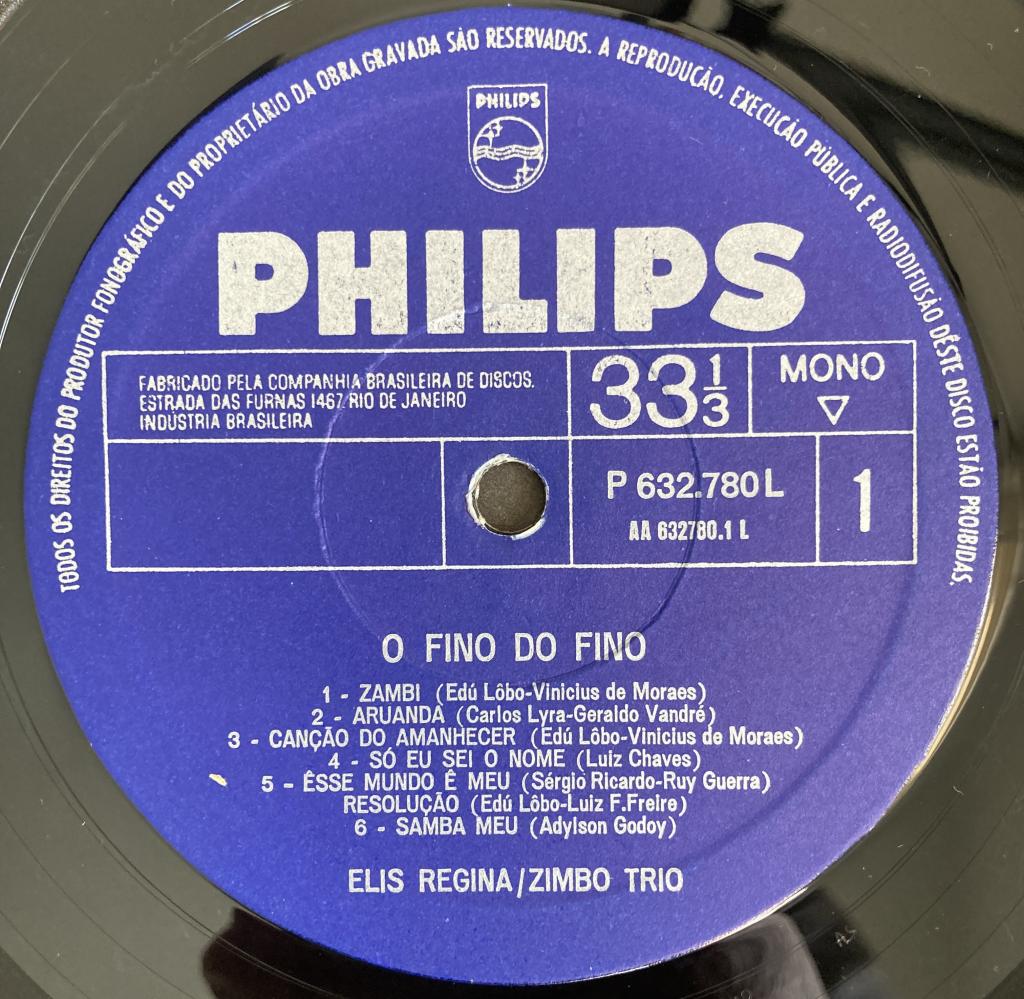 TODOS OS DIREITOS DO PRODUTOR FONOGRÁFICO E DO PROPRIETÁRIO DA OBRA GRAVADA SÃO RESERVADOS. A REPRODUÇÃO, EXECUÇÃO PÚBLICA E RADIODIFUSÃO DÊSTE DISCO ESTÃO PROIBIDAS.
PHILIPS
PHILIPS
FABRICADO PELA COMPANHIA BRASILEIRA DE DISCOS.
ESTRADA DAS FURNAS 1467 RIO DE JANEIRO
INDÚSTRIA BRASILEIRA
33 1/3
MONO
P 632.780 L
AA 632780.1 L
1
O FINO DO FINO
1 - ZAMBI (Edú Lôbo-Vinicius de Moraes)
2 - ARUANDA (Carlos Lyra-Geraldo Vandré)
3 - CANÇÃO DO AMANHECER (Edú Lôbo-Vinicius de Moraes)
4 - SÓ EU SEI O NOME (Luiz Chaves)
5 - ÊSSE MUNDO Ê MEU (Sérgio Ricardo-Ruy Guerra)
RESOLUÇÃO (Edú Lôbo-Luiz F.Freire)
6 - SAMBA MEU (Adylson Godoy)
ELIS REGINA/ZIMBO TRIO